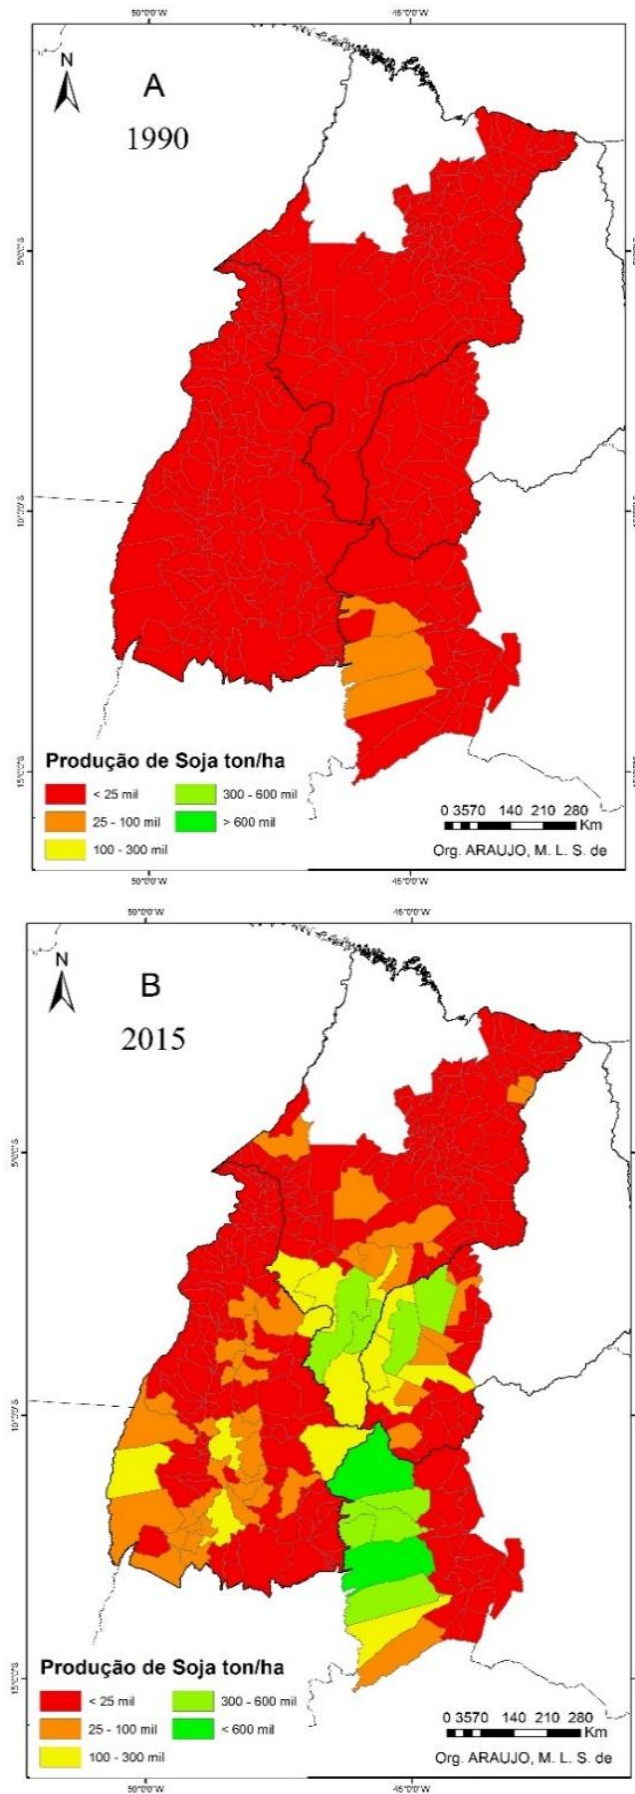 50°0'0"W 45°0'0"W
N
A
1990
5°0'0"S
10°0'0"S
15°0'0"S
Produção de Soja ton/ha
< 25 mil
25 - 100 mil
100 - 300 mil
300 - 600 mil
> 600 mil
0 3570 140 210 280
Km
Org. ARAUJO, M. L. S. de
50°0'0"W 45°0'0"W
50°0'0"W 45°0'0"W
N
B
2015
5°0'0"S
10°0'0"S
15°0'0"S
Produção de Soja ton/ha
< 25 mil
25 - 100 mil
100 - 300 mil
300 - 600 mil
< 600 mil
0 3570 140 210 280
Km
Org. ARAUJO, M. L. S. de
50°0'0"W 45°0'0"W